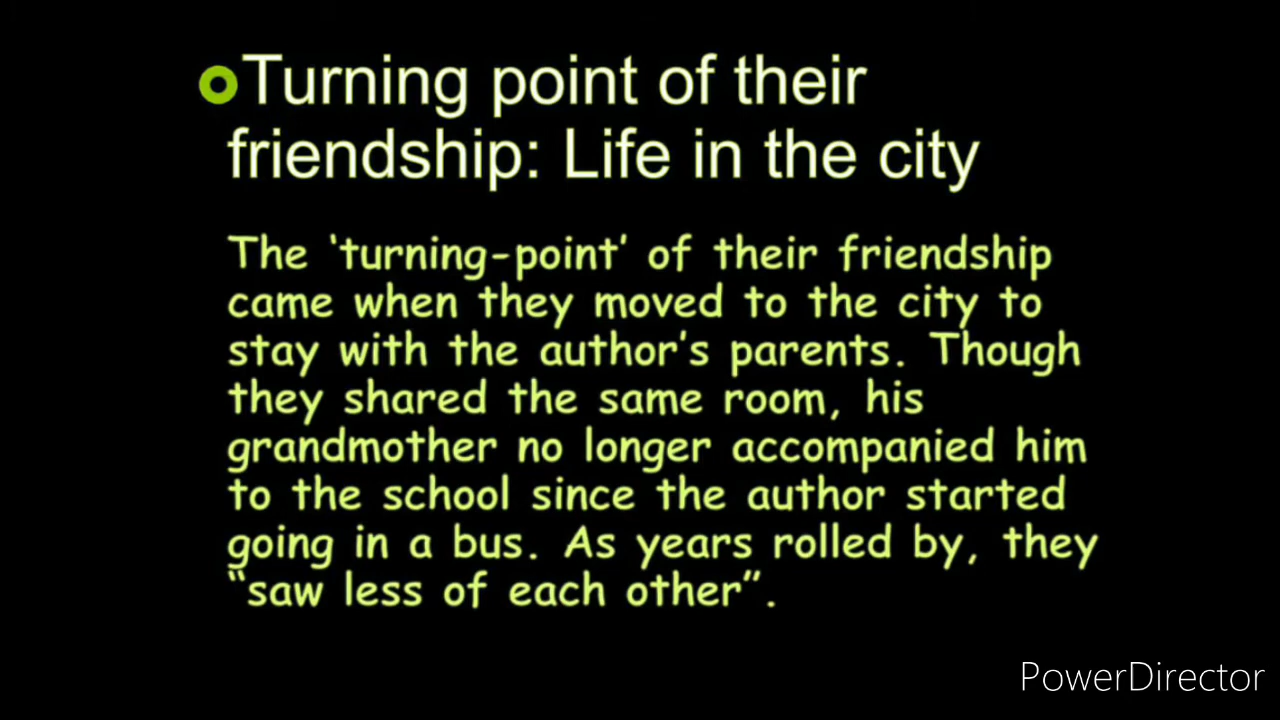 Turning point of their
friendship: Life in the city
The ‘turning-point’ of their friendship
came when they moved to the city to
stay with the author’s parents. Though
they shared the same room, his
grandmother no longer accompanied him
to the school since the author started
going in a bus. As years rolled by, they
“saw less of each other”.
PowerDirector